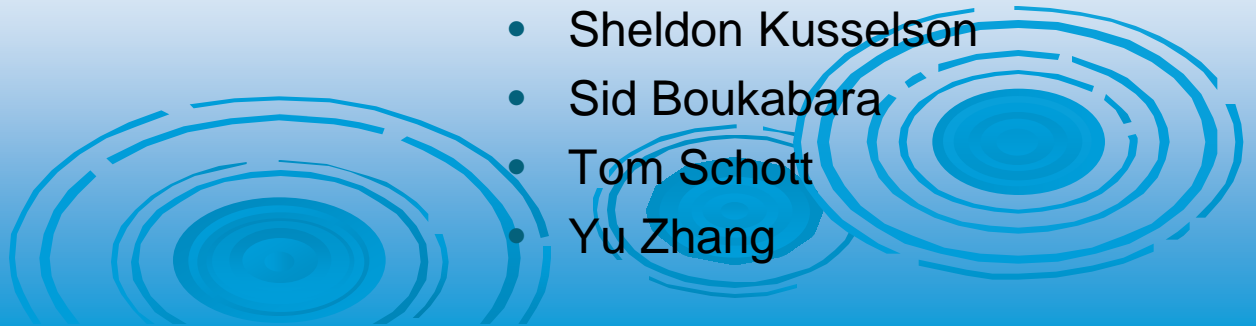 • Sheldon Kusselson
• Sid Boukabara
• Tom Schott
• Yu Zhang